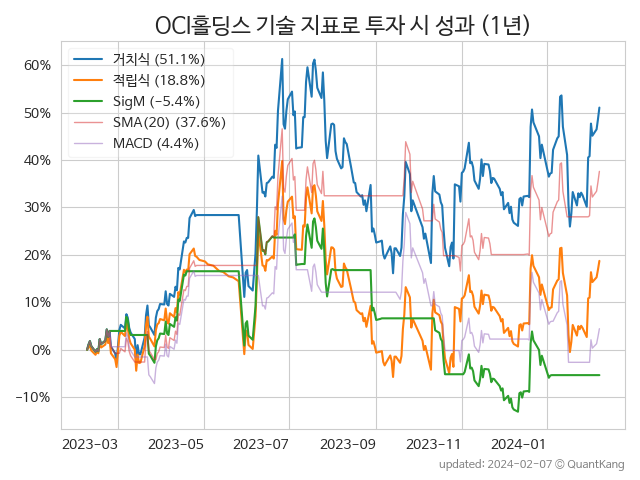 OCI홀딩스 기술 지표로 투자 시 성과 (1년)
거치식 (51.1%)
적립식 (18.8%)
SigM (−5.4%)
SMA(20) (37.6%)
MACD (4.4%)
60%
50%
40%
30%
20%
10%
0%
−10%
2023−03 2023−05 2023−07 2023−09 2023−11 2024−01
updated: 2024−02−07 © QuantKang